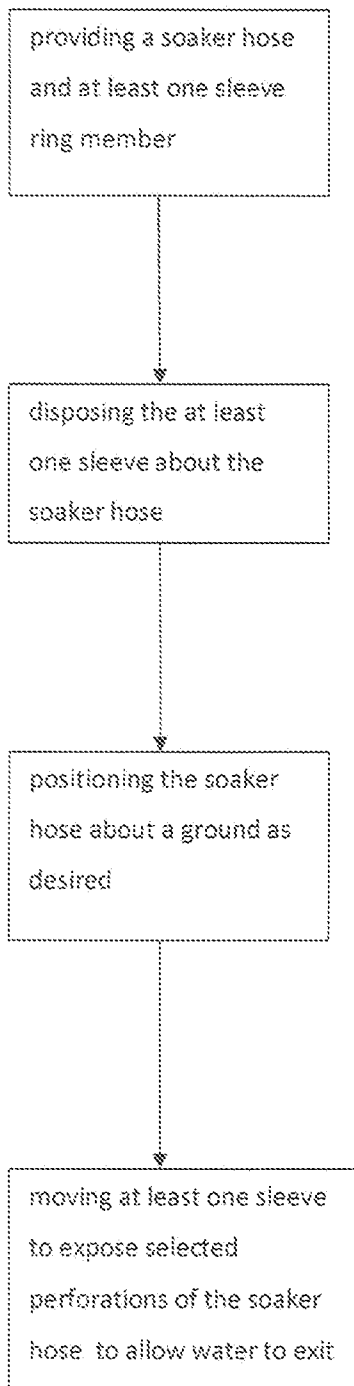 providing a soaker hose
and at least one sleeve
ring member
disposing the at least
one sleeve about the
soaker hose
positioning the soaker
hose about a ground as
desired
moving at least one sleeve
to expose selected
perforations of the soaker
hose to allow water to exit